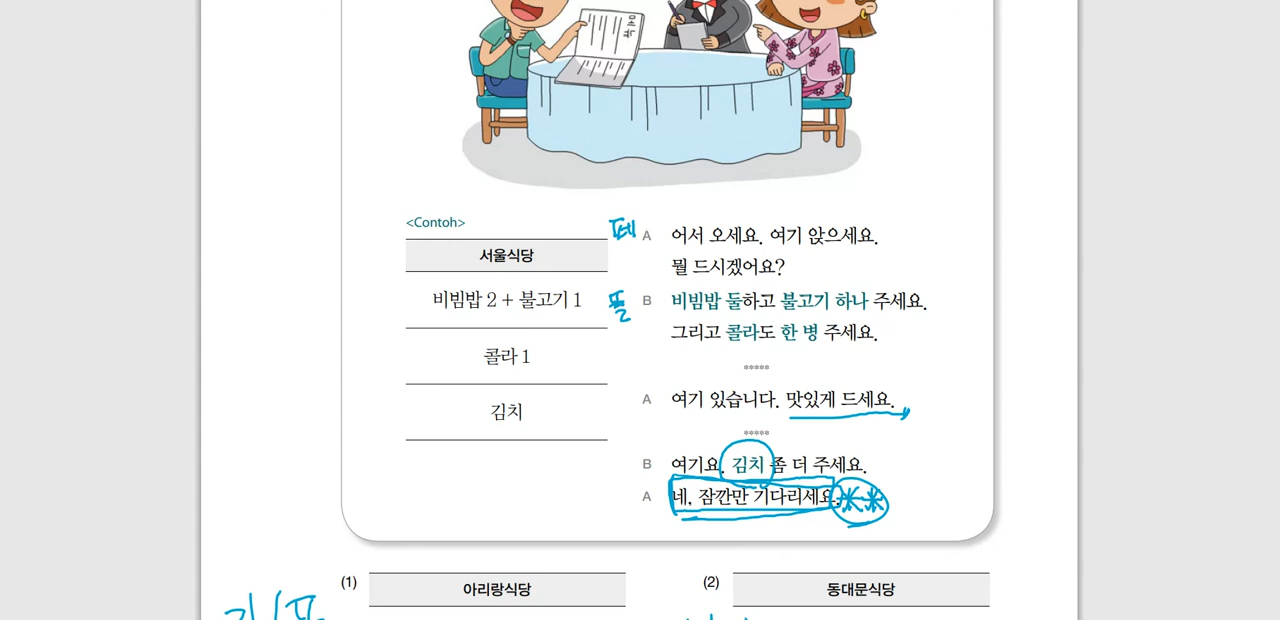 메뉴
<Contoh>
서울식당
비빔밥 2 + 불고기 1
콜라 1
김치
A 어서 오세요. 여기 앉으세요.
뭘 드시겠어요?
B 비빔밥 둘하고 불고기 하나 주세요.
그리고 콜라도 한 병 주세요.
*****
A 여기 있습니다. 맛있게 드세요.
*****
B 여기요. 김치 좀 더 주세요.
A 네, 잠깐만 기다리세요.
(1) 아리랑식당
(2) 동대문식당